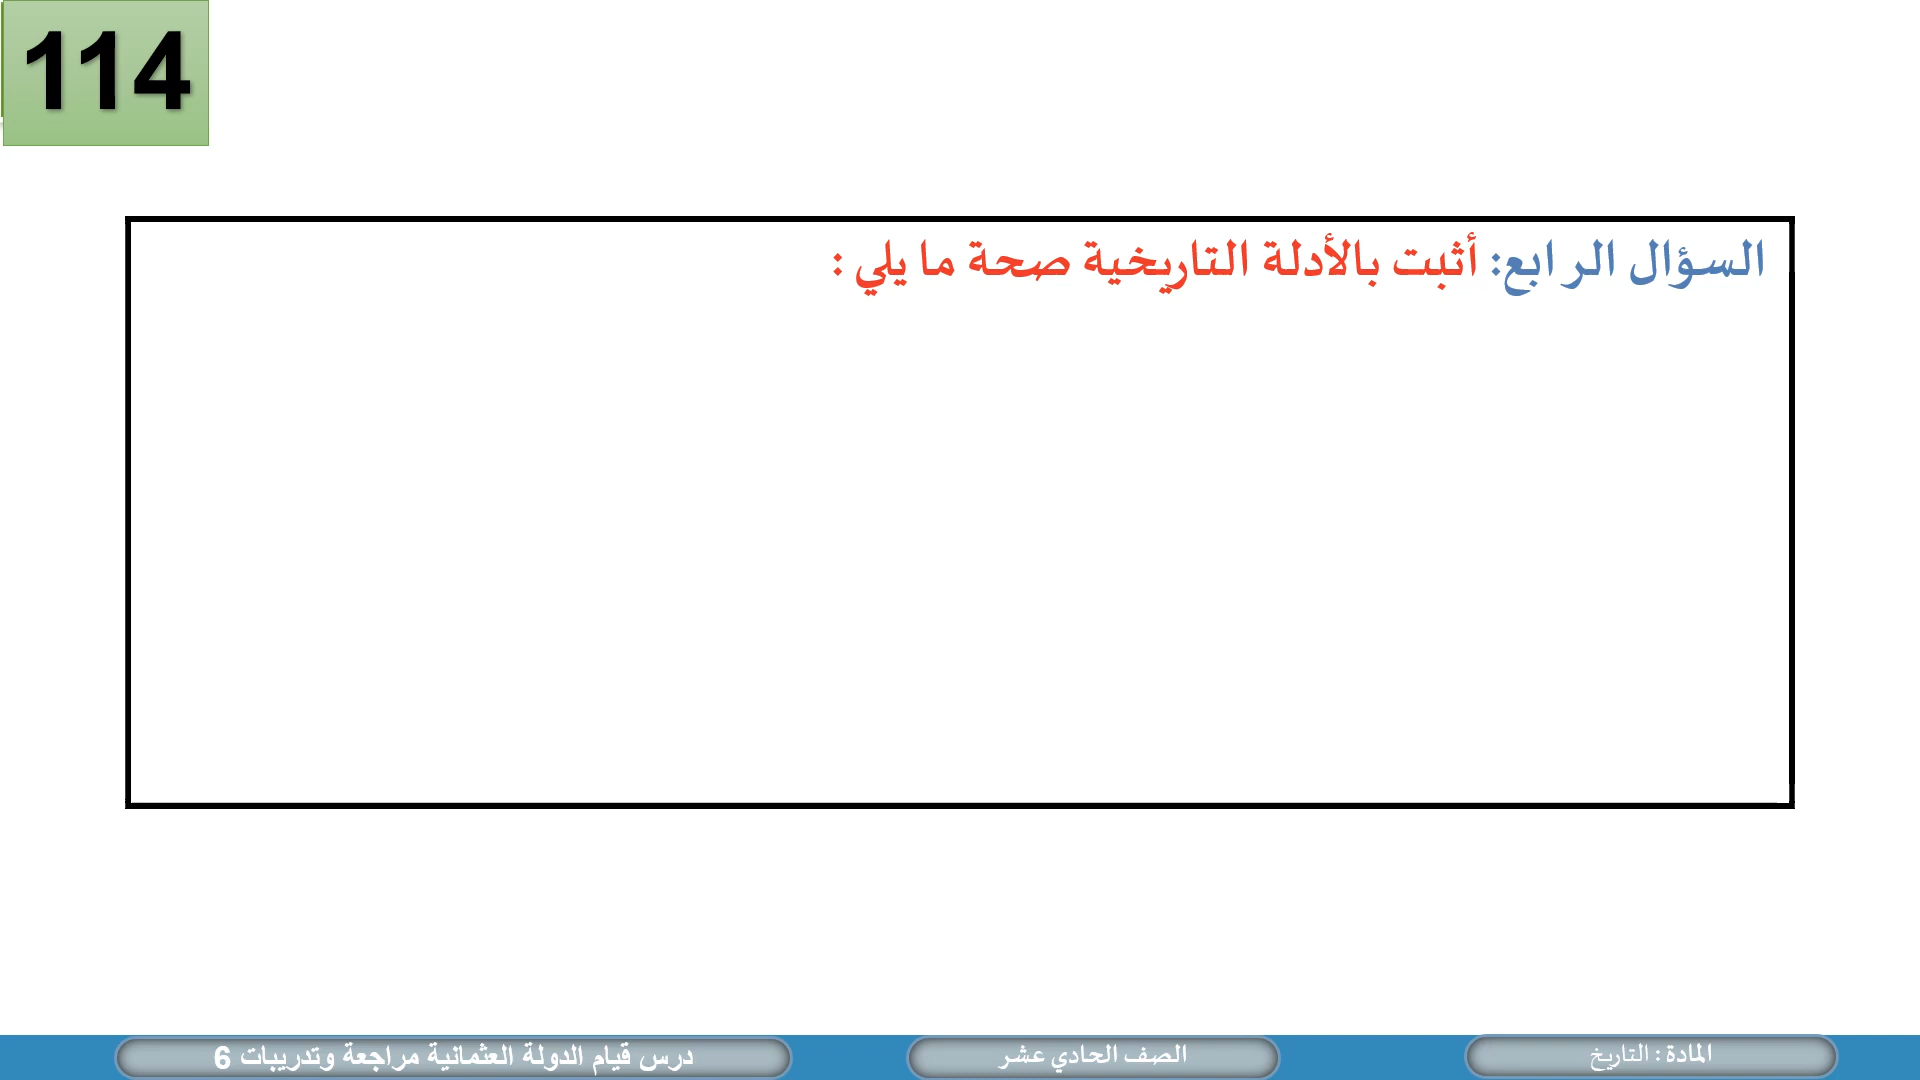 114
السؤال الرابع: أثبت بالأدلة التاريخية صحة ما يلي :
المادة : التاريخ
الصف الحادي عشر
درس قيام الدولة العثمانية مراجعة وتدريبات 6